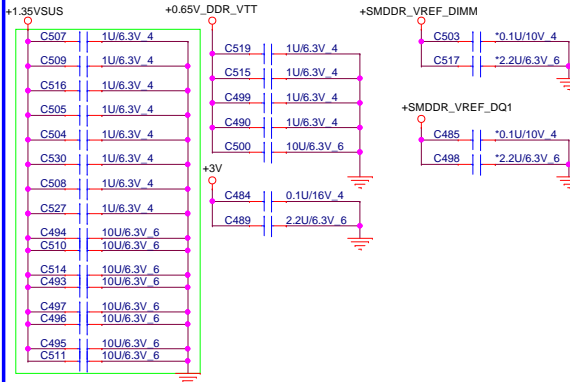 +1.35VSUS
C507 1U/6.3V_4
C509 1U/6.3V_4
C516 1U/6.3V_4
C505 1U/6.3V_4
C504 1U/6.3V_4
C530 1U/6.3V_4
C508 1U/6.3V_4
C527 1U/6.3V_4
C494 10U/6.3V_6
C510 10U/6.3V_6
C514 10U/6.3V_6
C493 10U/6.3V_6
C497 10U/6.3V_6
C496 10U/6.3V_6
C495 10U/6.3V_6
C511 10U/6.3V_6
+0.65V_DDR_VTT
C519 1U/6.3V_4
C515 1U/6.3V_4
C499 1U/6.3V_4
C490 1U/6.3V_4
C500 10U/6.3V_6
+3V
C484 0.1U/16V_4
C489 2.2U/6.3V_6
+SMDDR_VREF_DIMM
C503 *0.1U/10V_4
C517 *2.2U/6.3V_6
+SMDDR_VREF_DQ1
C485 *0.1U/10V_4
C498 *2.2U/6.3V_6